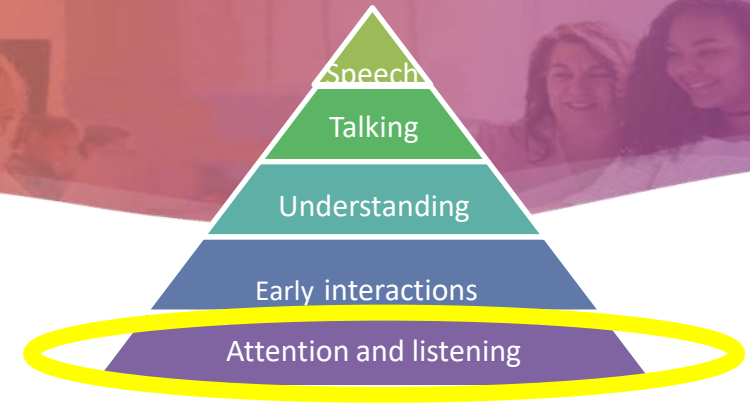 Speech
Talking
Understanding
Early interactions
Attention and listening